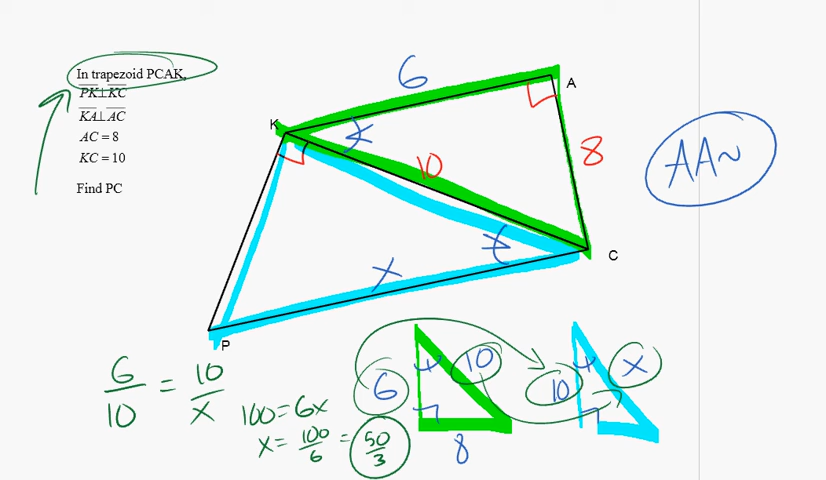 In trapezoid PCAK,
PK⊥KC
KA⊥AC
AC = 8
KC = 10
Find PC
6
A
K
10
8
AA~
C
x
P
6/10 = 10/x
100 = 6x
x = 100/6 = 50/3
6
10
8
10
x